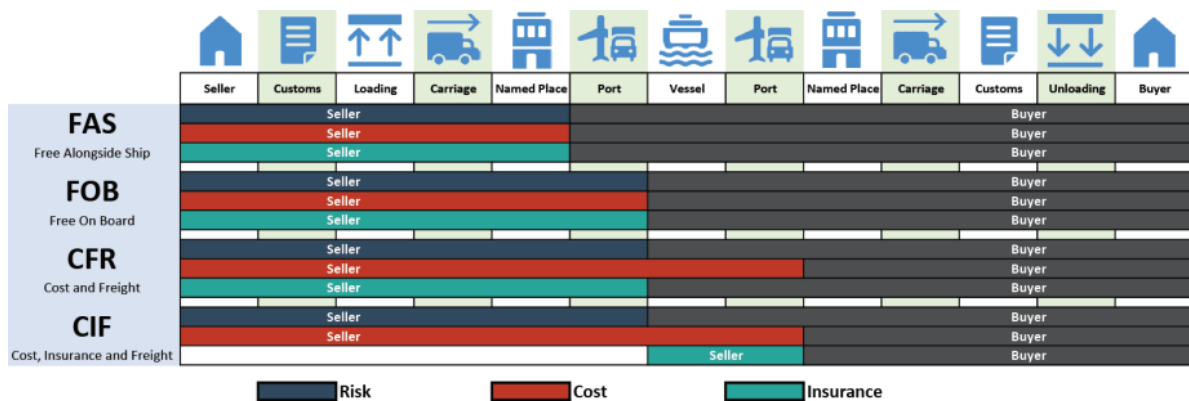 Seller Customs Loading Carriage Named Place Port Vessel Port Named Place Carriage Customs Unloading Buyer
FAS
Free Alongside Ship
Seller Buyer
Seller Buyer
Seller Buyer
FOB
Free On Board
Seller Buyer
Seller Buyer
Seller Buyer
CFR
Cost and Freight
Seller Buyer
Seller Buyer
Seller Buyer
CIF
Cost, Insurance and Freight
Seller Buyer
Seller Buyer
Seller Buyer
Risk Cost Insurance